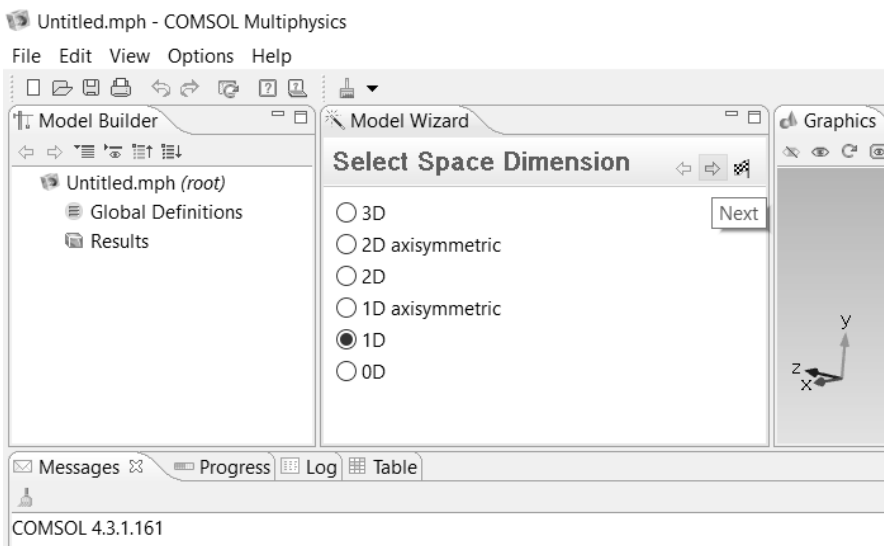 Untitled.mph - COMSOL Multiphysics
File Edit View Options Help
Model Builder
Model Wizard
Graphics
Select Space Dimension
Untitled.mph (root)
Global Definitions
Results
3D
Next
2D axisymmetric
2D
1D axisymmetric
1D
0D
y
z
x
Messages
Progress
Log
Table
COMSOL 4.3.1.161